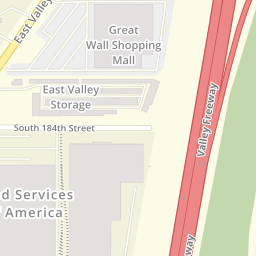 East Valley
Great
Wall Shopping
Mall
East Valley
Storage
South 184th Street
Valley Freeway
d Services
America
way